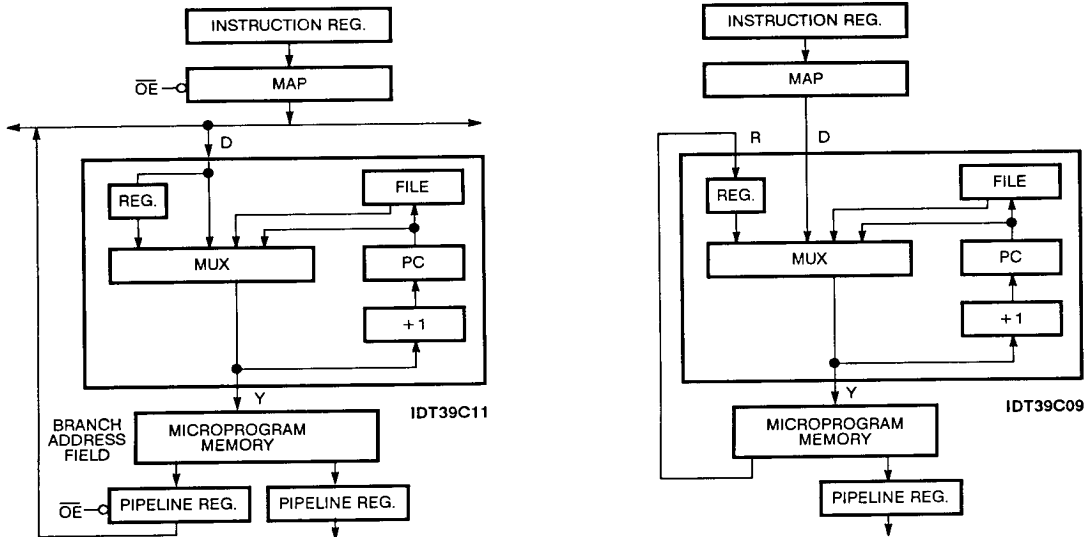 INSTRUCTION REG.
MAP
OE
D
REG.
FILE
MUX
PC
+1
Y
IDT39C11
BRANCH
ADDRESS
FIELD
MICROPROGRAM
MEMORY
OE
PIPELINE REG.
PIPELINE REG.
INSTRUCTION REG.
MAP
R
D
REG.
FILE
MUX
PC
+1
Y
IDT39C09
MICROPROGRAM
MEMORY
PIPELINE REG.